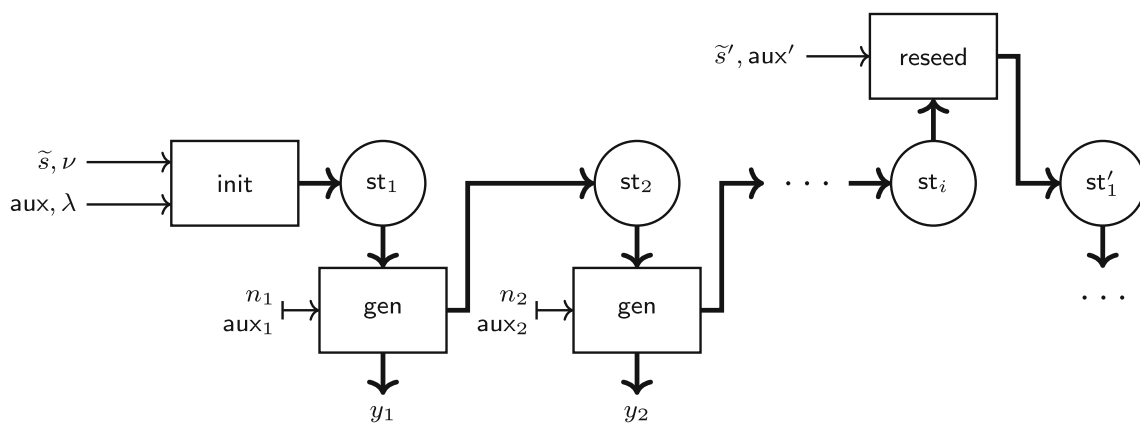 s̃′, aux′
reseed
s̃, ν
aux, λ
init
st₁
st₂
· · ·
stᵢ
st′₁
n₁
aux₁
gen
n₂
aux₂
gen
· · ·
y₁
y₂